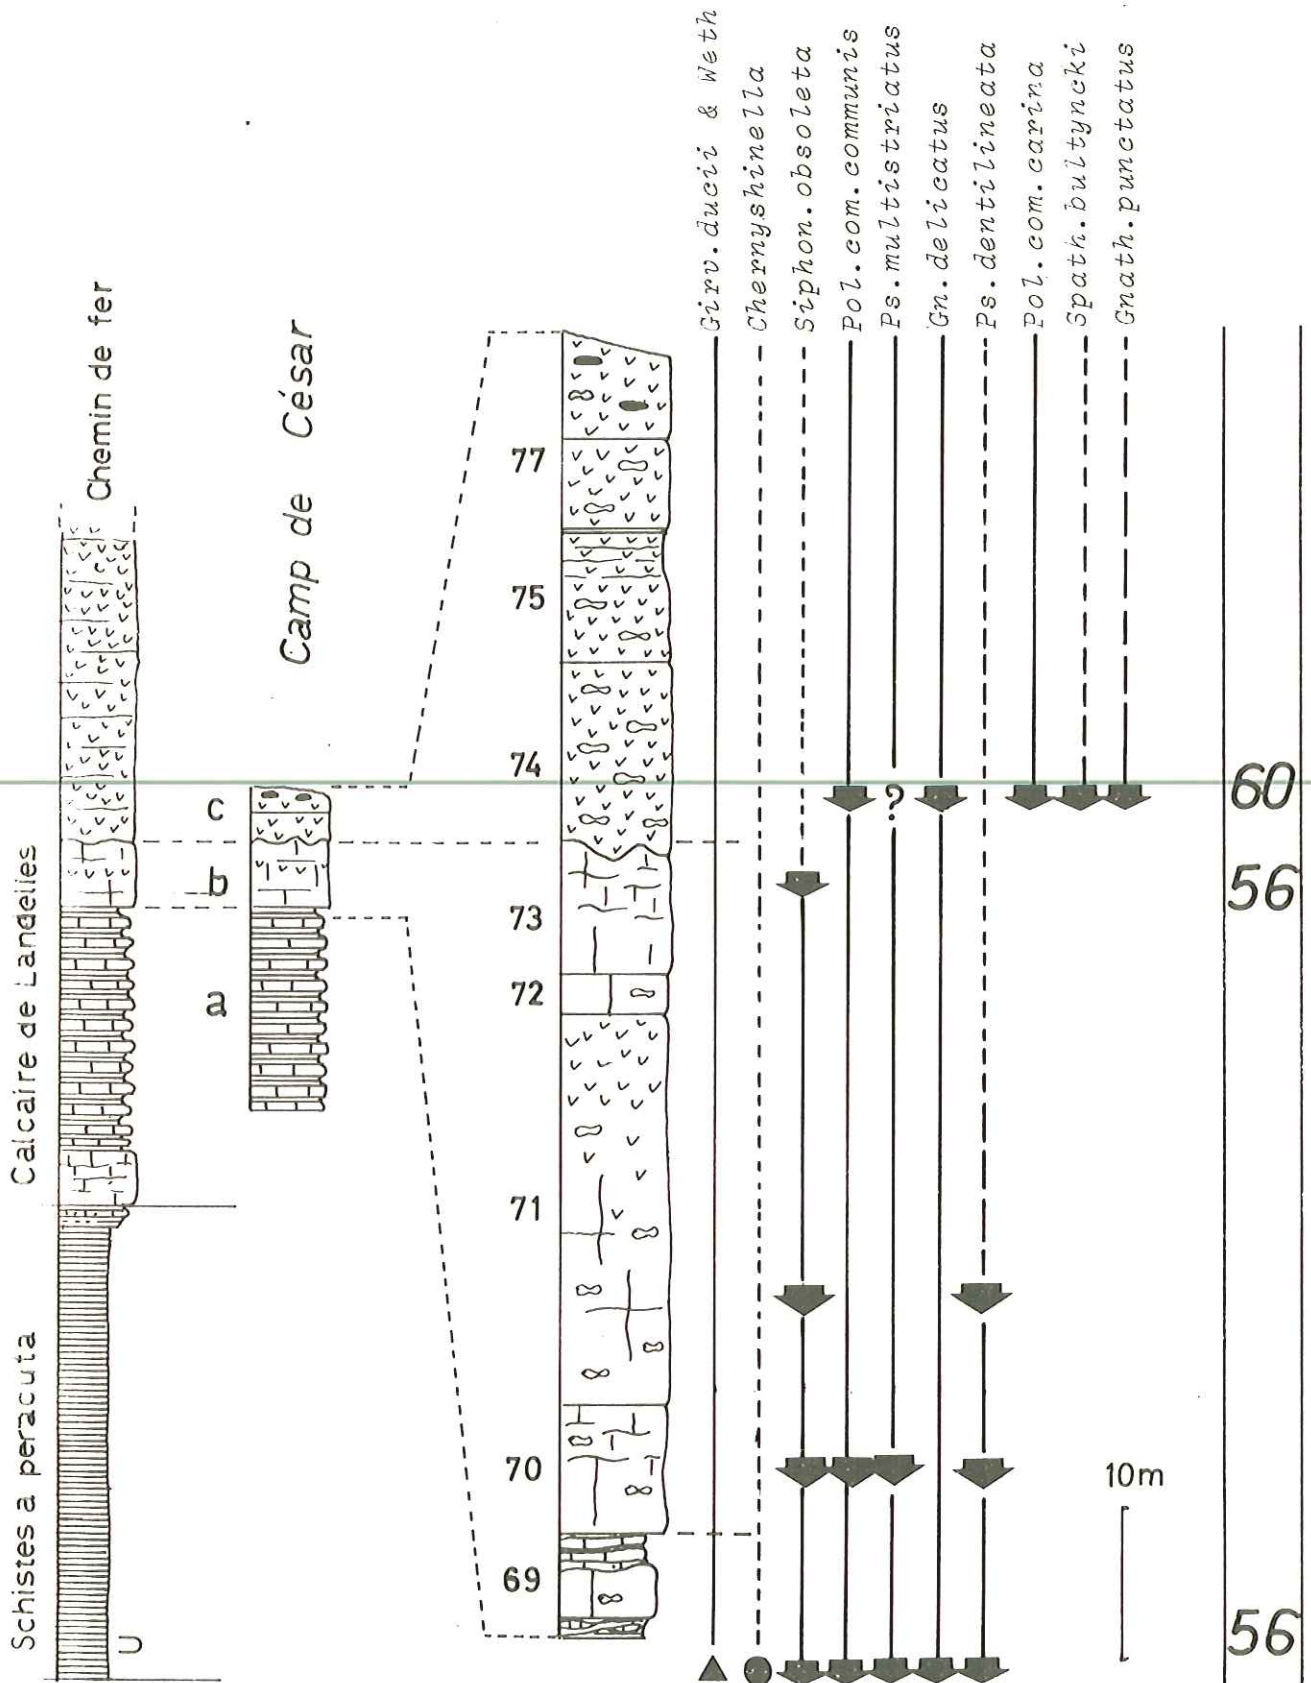 Girv.ducii & Weth
Chernyshinella
Siphon.obsoleta
Pol.com.communis
Ps.multistriatus
Gn.delicatus
Ps.dentilineata
Pol.com.carina
Spath.bultyncki
Gnath.punctatus
Chemin de fer
Camp de César
Calcaire de Landelies
Schistes a peracuta
U
c
b
a
77
75
74
73
72
71
70
69
?
10m
60
56
56